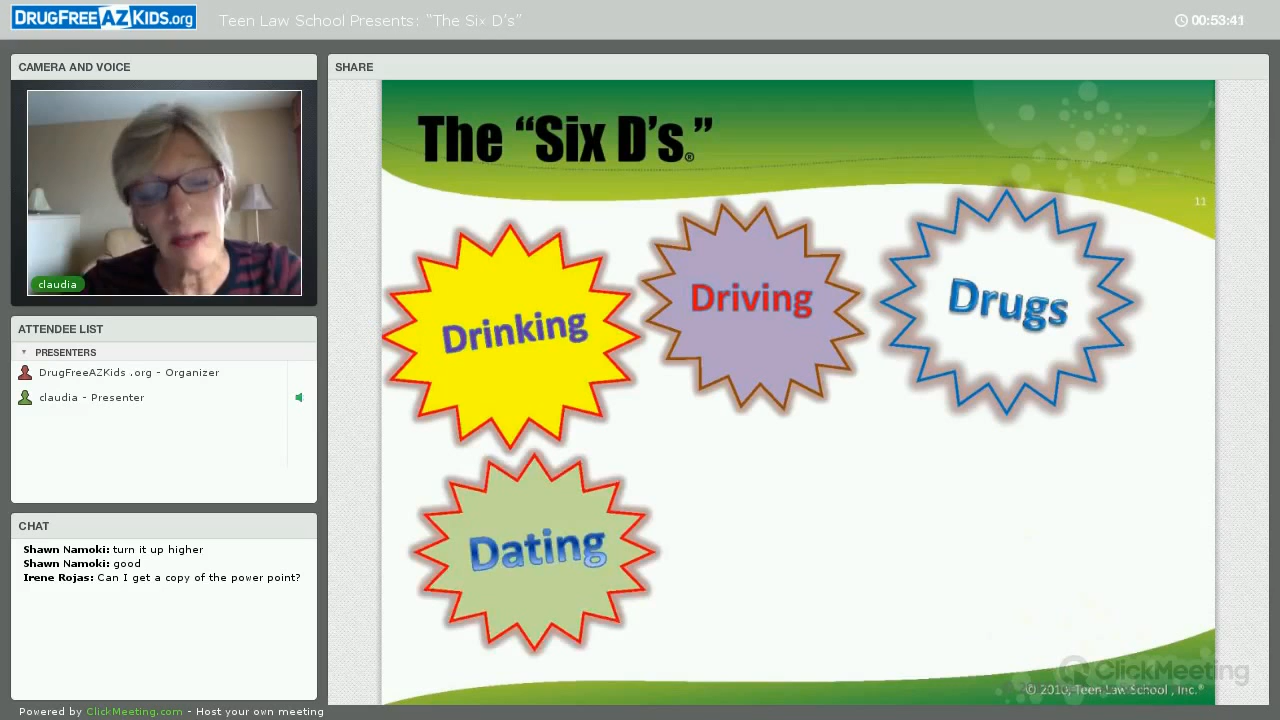 DRUGFREEAZKIDS.org
Teen Law School Presents: "The Six D's"
00:53:41
CAMERA AND VOICE
claudia
ATTENDEE LIST
PRESENTERS
DrugFreeAZKids .org - Organizer
claudia - Presenter
CHAT
Shawn Namoki: turn it up higher
Shawn Namoki: good
Irene Rojas: Can I get a copy of the power point?
Powered by ClickMeeting.com - Host your own meeting
SHARE
The “Six D’s®”
11
Drinking
Driving
Drugs
Dating
ClickMeeting
© 2010, Teen Law School , Inc.®